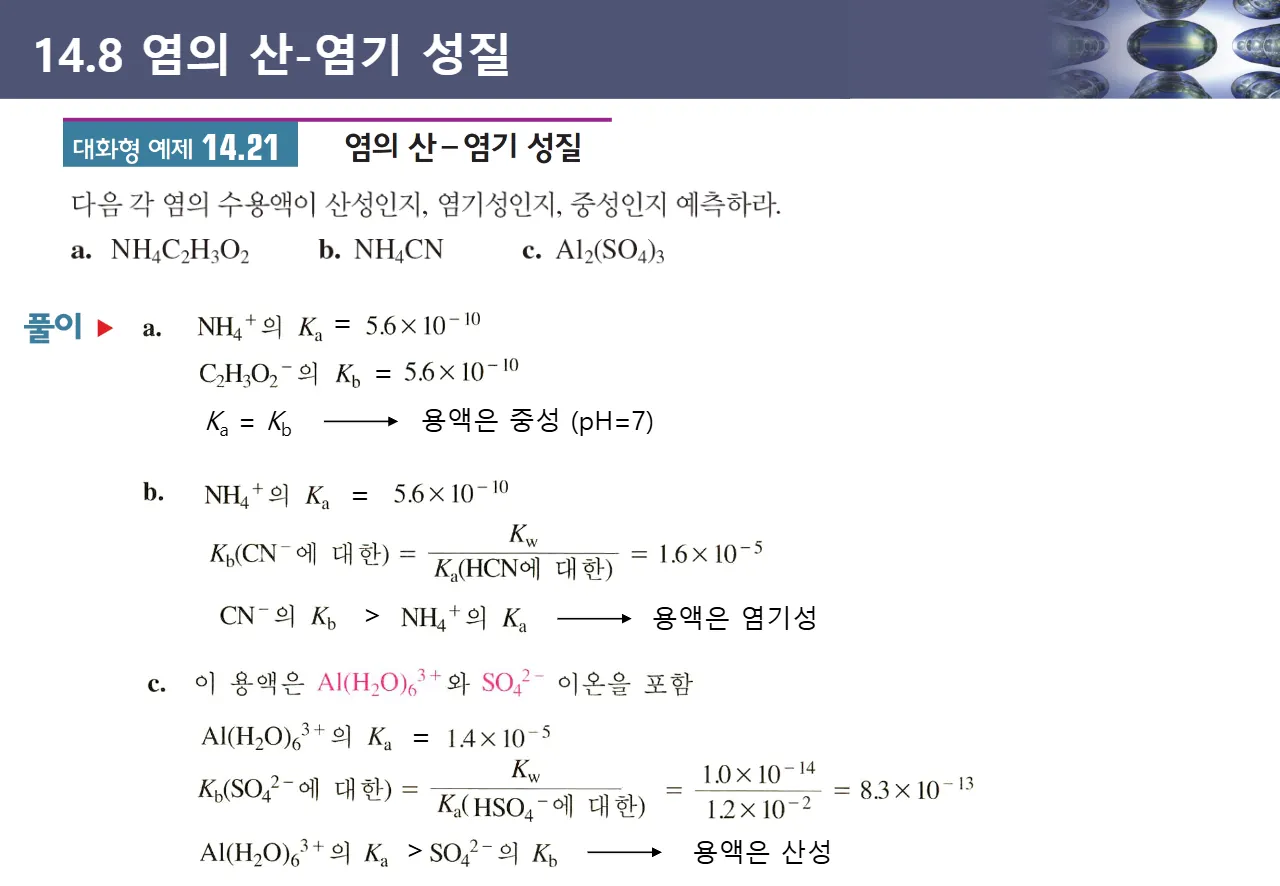 14.8 염의 산-염기 성질
대화형 예제 14.21 염의 산–염기 성질
다음 각 염의 수용액이 산성인지, 염기성인지, 중성인지 예측하라.
a. NH₄C₂H₃O₂ b. NH₄CN c. Al₂(SO₄)₃
풀이 ▶ a. NH₄⁺의 Kₐ = 5.6×10⁻¹⁰
C₂H₃O₂⁻의 K_b = 5.6×10⁻¹⁰
Kₐ = K_b ⟶ 용액은 중성 (pH=7)
b. NH₄⁺의 Kₐ = 5.6×10⁻¹⁰
K_b(CN⁻에 대한) = K_w / Kₐ(HCN에 대한) = 1.6×10⁻⁵
CN⁻의 K_b > NH₄⁺의 Kₐ ⟶ 용액은 염기성
c. 이 용액은 Al(H₂O)₆³⁺와 SO₄²⁻ 이온을 포함
Al(H₂O)₆³⁺의 Kₐ = 1.4×10⁻⁵
K_b(SO₄²⁻에 대한) = K_w / Kₐ(HSO₄⁻에 대한) = 1.0×10⁻¹⁴ / 1.2×10⁻² = 8.3×10⁻¹³
Al(H₂O)₆³⁺의 Kₐ > SO₄²⁻의 K_b ⟶ 용액은 산성